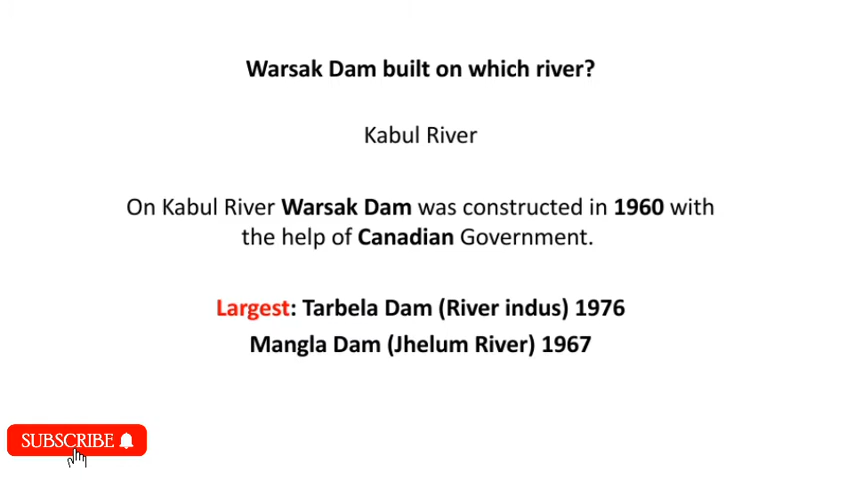 Warsak Dam built on which river?
Kabul River
On Kabul River Warsak Dam was constructed in 1960 with
the help of Canadian Government.
Largest: Tarbela Dam (River indus) 1976
Mangla Dam (Jhelum River) 1967
SUBSCRIBE